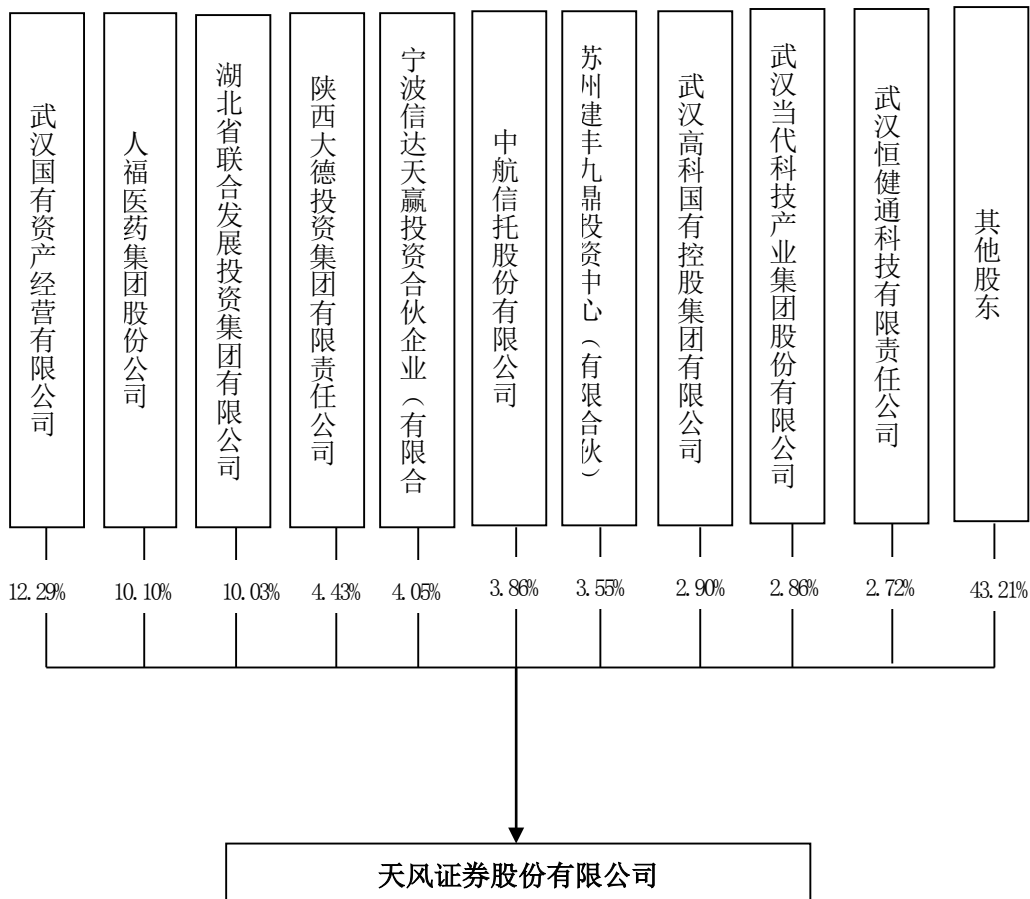 武汉国有资产经营有限公司
人福医药集团股份公司
湖北省联合发展投资集团有限公司
陕西大德投资集团有限责任公司
宁波信达天赢投资合伙企业（有限合
中航信托股份有限公司
苏州建丰九鼎投资中心（有限合伙）
武汉高科国有控股集团有限公司
武汉当代科技产业集团股份有限公司
武汉恒健通科技有限责任公司
其他股东
12.29%
10.10%
10.03%
4.43%
4.05%
3.86%
3.55%
2.90%
2.86%
2.72%
43.21%
天风证券股份有限公司